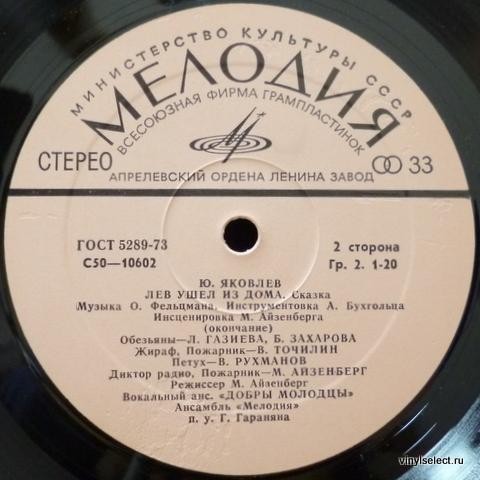 МИНИСТЕРСТВО КУЛЬТУРЫ СССР
МЕЛОДИЯ
ВСЕСОЮЗНАЯ ФИРМА ГРАМПЛАСТИНОК
СТЕРЕО
33
АПРЕЛЕВСКИЙ ОРДЕНА ЛЕНИНА ЗАВОД
ГОСТ 5289-73
2 сторона
С50—10602
Гр. 2. 1-20
Ю. ЯКОВЛЕВ
ЛЕВ УШЕЛ ИЗ ДОМА. Сказка
Музыка О. Фельцмана, Инструментовка А. Бухгольца
Инсценировка М. Айзенберга
(окончание)
Обезьяны—Л. ГАЗИЕВА, Б. ЗАХАРОВА
Жираф, Пожарник—В. ТОЧИЛИН
Петух—В. РУХМАНОВ
Диктор радио, Пожарник—М. АЙЗЕНБЕРГ
Режиссер М. Айзенберг
Вокальный анс. «ДОБРЫ МОЛОДЦЫ»
Ансамбль «Мелодия»
п. у. Г. Гараняна
vinylselect.ru